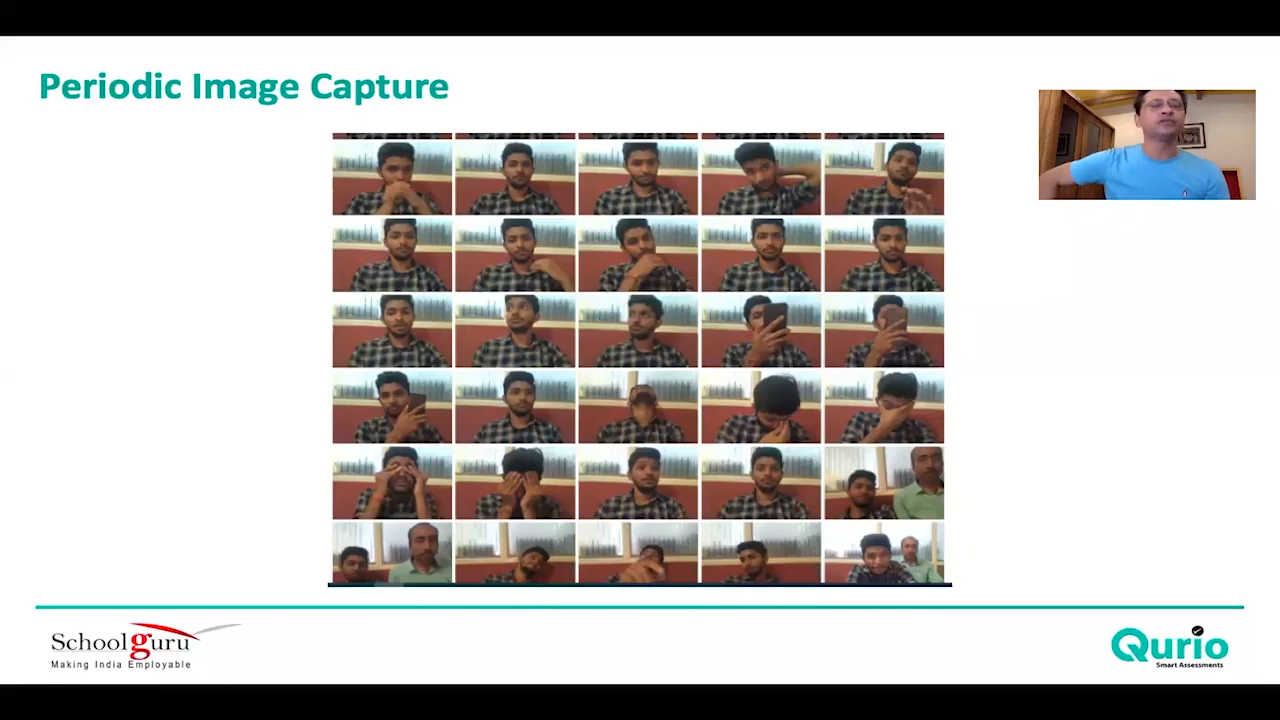 Periodic Image Capture
Schoolguru
Making India Employable
Qurio
Smart Assessments